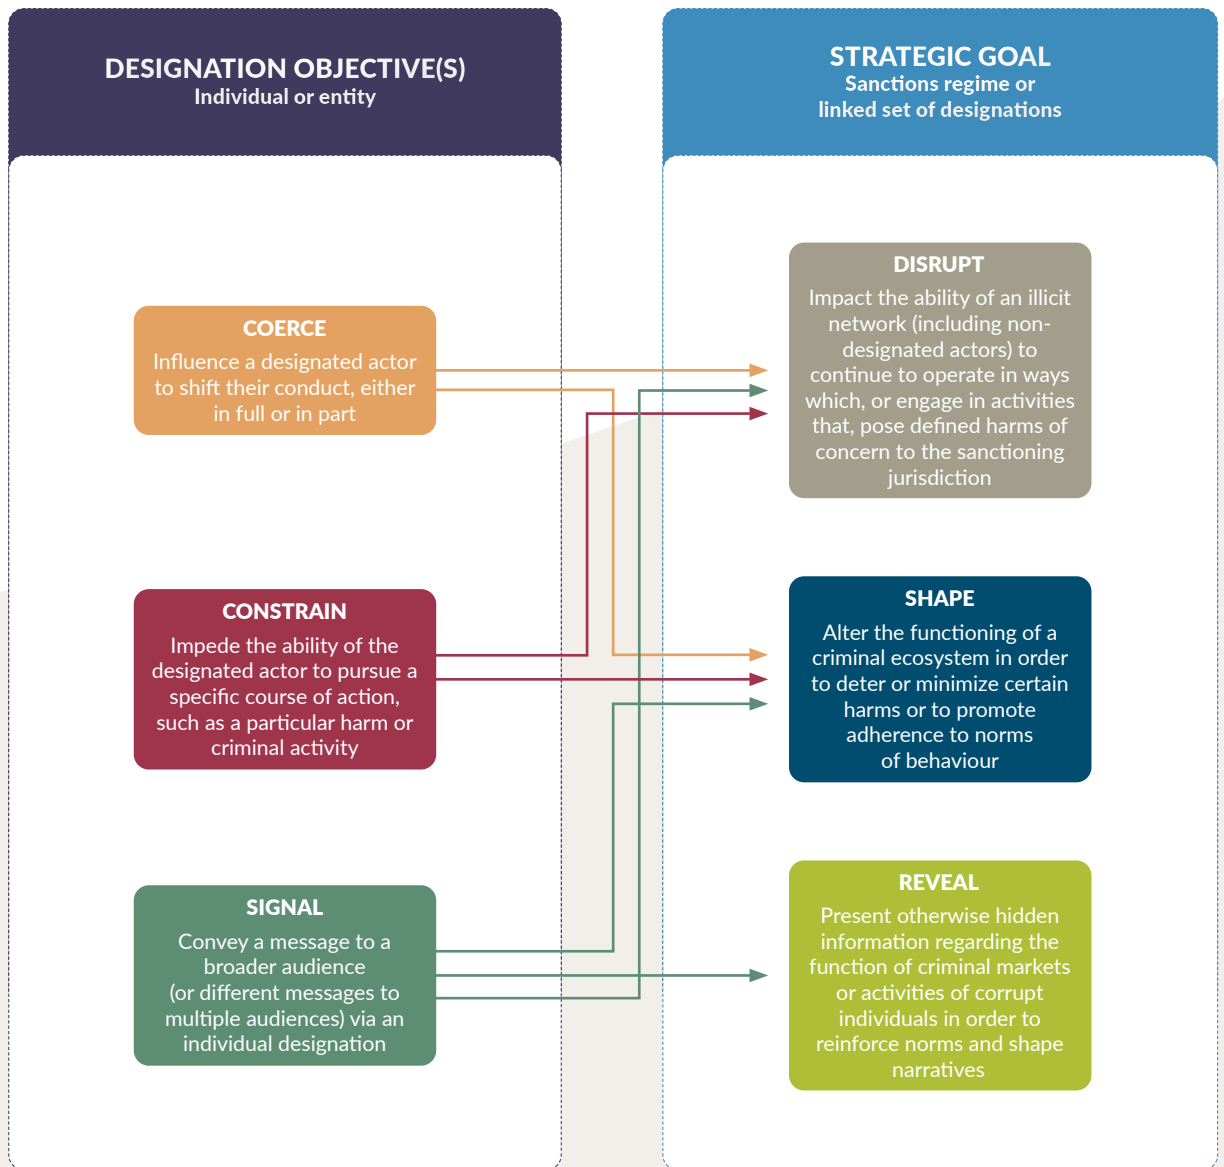 DESIGNATION OBJECTIVE(S)
Individual or entity
COERCE
Influence a designated actor
to shift their conduct, either
in full or in part
CONSTRAIN
Impede the ability of the
designated actor to pursue a
specific course of action,
such as a particular harm or
criminal activity
SIGNAL
Convey a message to a
broader audience
(or different messages to
multiple audiences) via an
individual designation
STRATEGIC GOAL
Sanctions regime or
linked set of designations
DISRUPT
Impact the ability of an illicit
network (including non-
designated actors) to
continue to operate in ways
which, or engage in activities
that, pose defined harms of
concern to the sanctioning
jurisdiction
SHAPE
Alter the functioning of a
criminal ecosystem in order
to deter or minimize certain
harms or to promote
adherence to norms
of behaviour
REVEAL
Present otherwise hidden
information regarding the
function of criminal markets
or activities of corrupt
individuals in order to
reinforce norms and shape
narratives